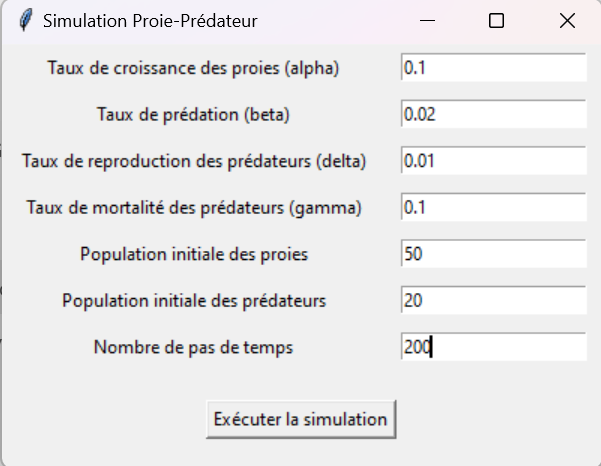 Simulation Proie-Prédateur
Taux de croissance des proies (alpha) 0.1
Taux de prédation (beta) 0.02
Taux de reproduction des prédateurs (delta) 0.01
Taux de mortalité des prédateurs (gamma) 0.1
Population initiale des proies 50
Population initiale des prédateurs 20
Nombre de pas de temps 200
Exécuter la simulation